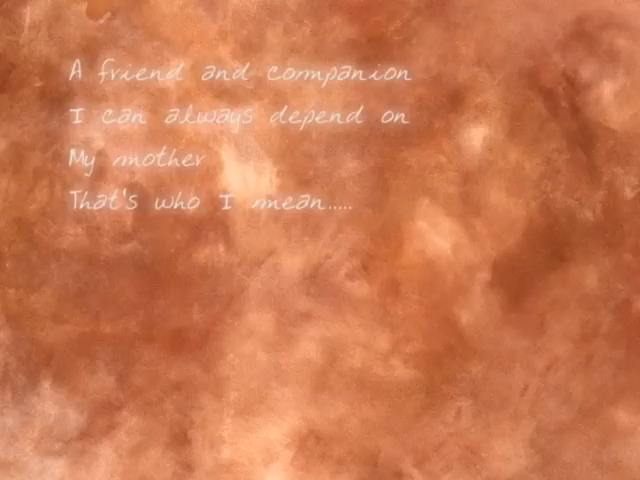 A friend and companion
I can always depend on
My mother
That's who I mean.....